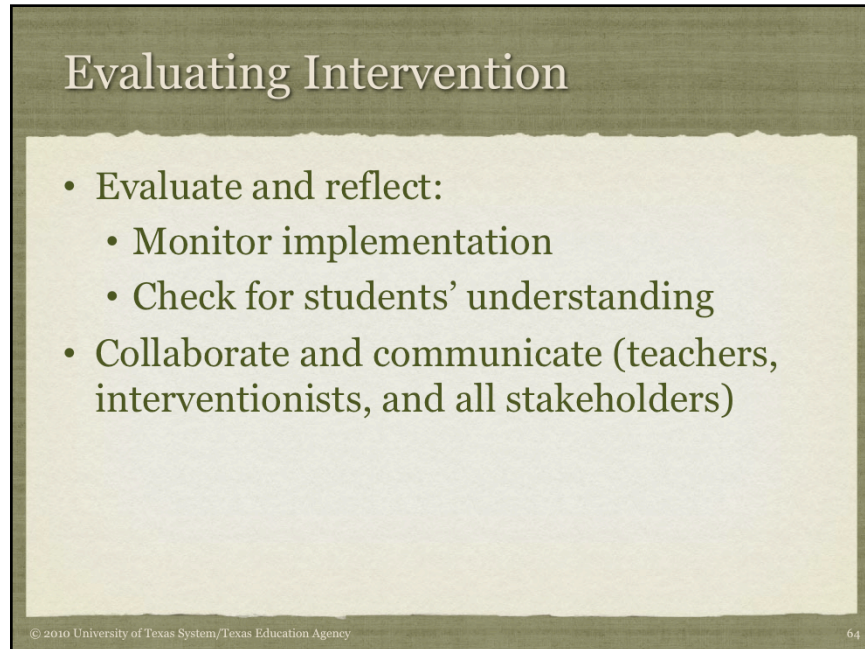 Evaluating Intervention
• Evaluate and reflect:
• Monitor implementation
• Check for students’ understanding
• Collaborate and communicate (teachers,
interventionists, and all stakeholders)
© 2010 University of Texas System/Texas Education Agency
64